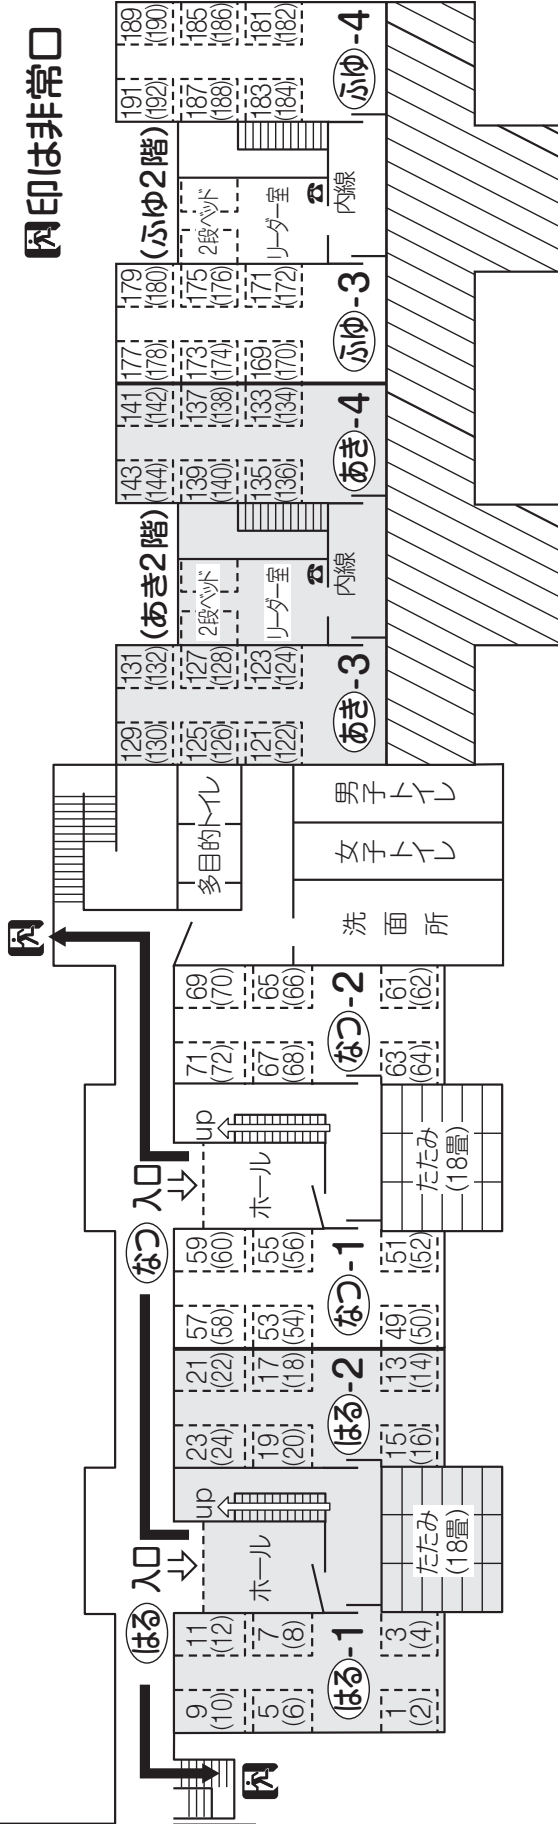 印は非常口
189
(190)
185
(186)
181
(182)
191
(192)
187
(188)
183
(184)
ふゆ-4
(ふゆ2階)
2段ベッド
リーダー室
内線
179
(180)
175
(176)
171
(172)
177
(178)
173
(174)
169
(170)
ふゆ-3
141
(142)
137
(138)
133
(134)
143
(144)
139
(140)
135
(136)
あき-4
(あき2階)
2段ベッド
リーダー室
内線
131
(132)
127
(128)
123
(124)
129
(130)
125
(126)
121
(122)
あき-3
多目的トイレ
男子トイレ
女子トイレ
洗面所
69
(70)
65
(66)
61
(62)
71
(72)
67
(68)
63
(64)
なつ-2
なつ
入口
up
ホール
たたみ
(18畳)
59
(60)
55
(56)
51
(52)
57
(58)
53
(54)
49
(50)
なつ-1
21
(22)
17
(18)
13
(14)
23
(24)
19
(20)
15
(16)
はる-2
はる
入口
up
ホール
たたみ
(18畳)
11
(12)
7
(8)
3
(4)
9
(10)
5
(6)
1
(2)
はる-1